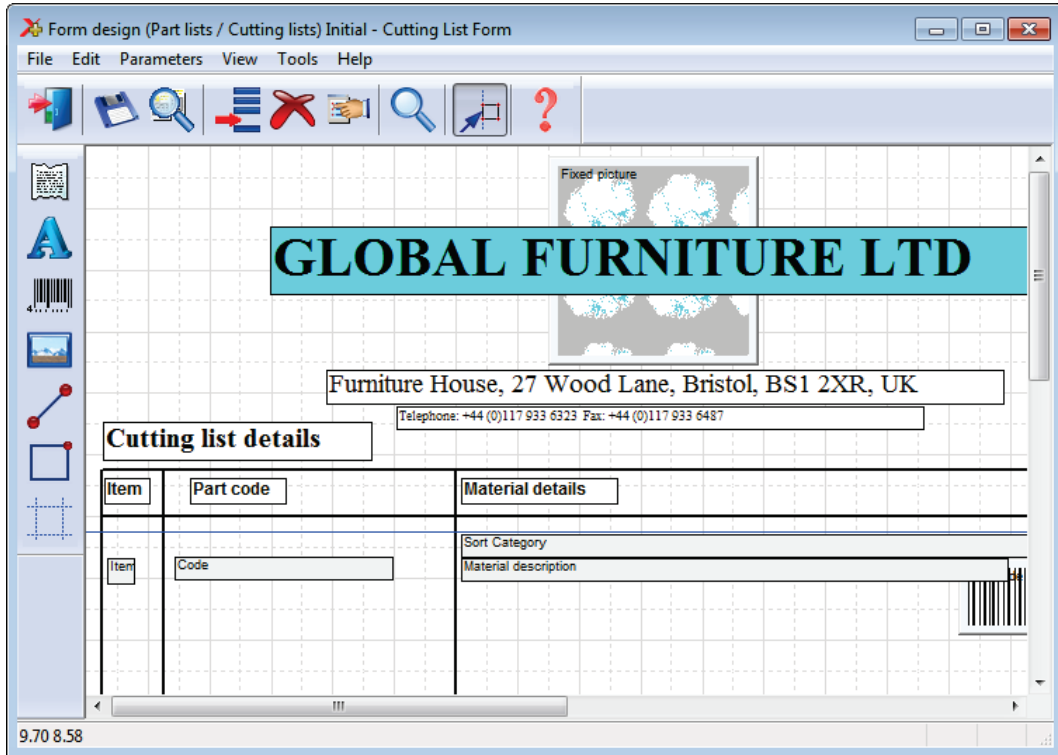 Form design (Part lists / Cutting lists) Initial - Cutting List Form
File Edit Parameters View Tools Help
Fixed picture
GLOBAL FURNITURE LTD
Furniture House, 27 Wood Lane, Bristol, BS1 2XR, UK
Telephone: +44 (0)117 933 6323 Fax: +44 (0)117 933 6487
Cutting list details
Item Part code Material details
Sort Category
Item Code Material description
9.70 8.58